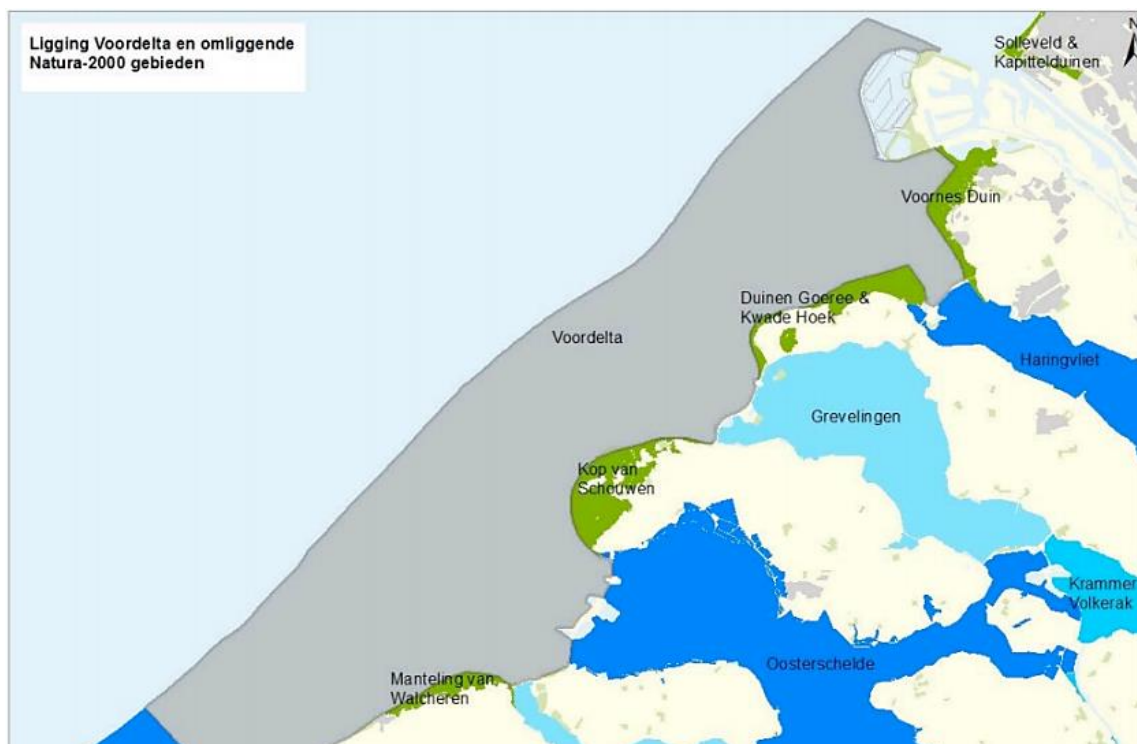 Ligging Voordelta en omliggende
Natura-2000 gebieden
N
Solleveld &
Kapittelduinen
Voornes Duin
Duinen Goeree &
Kwade Hoek
Voordelta
Haringvliet
Grevelingen
Kop van
Schouwen
Krammer
Volkerak
Oosterschelde
Manteling van
Walcheren